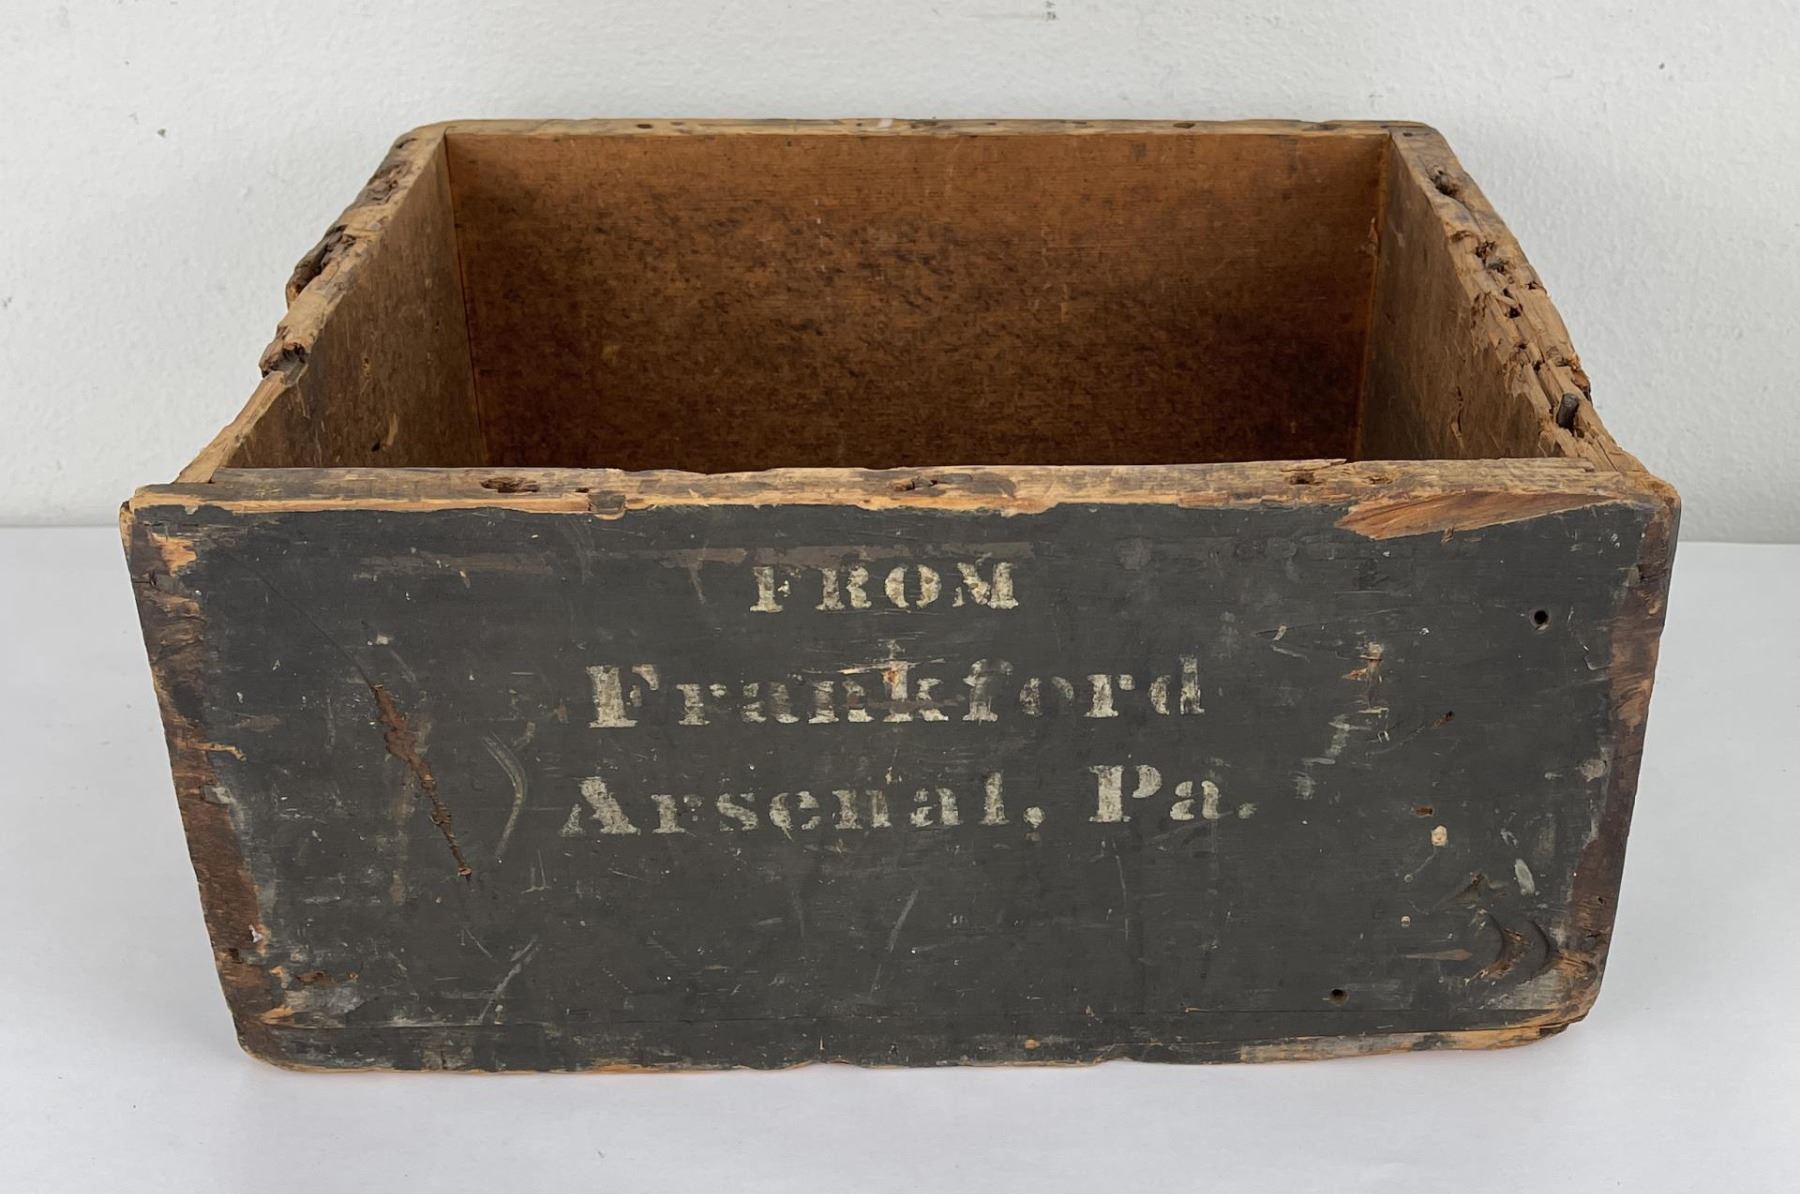 FROM
Frankford
Arsenal, Pa.